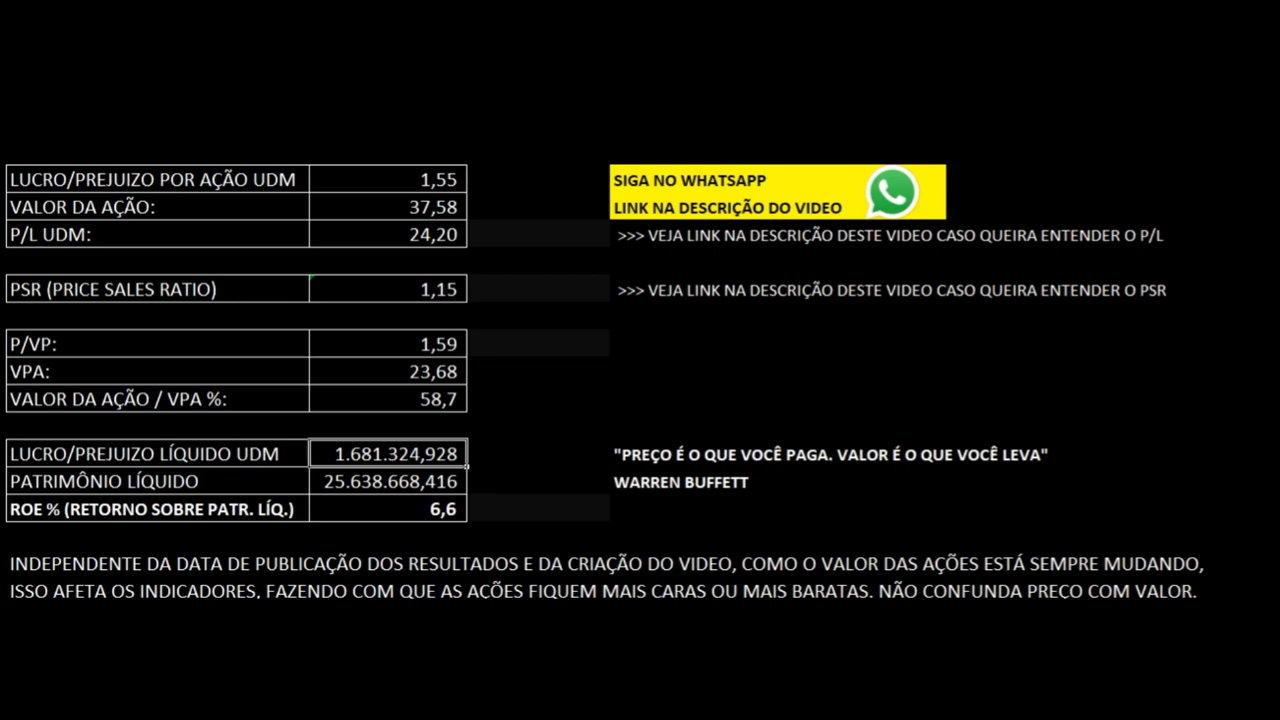 LUCRO/PREJUIZO POR AÇÃO UDM 1,55
SIGA NO WHATSAPP
VALOR DA AÇÃO: 37,58
LINK NA DESCRIÇÃO DO VIDEO
P/L UDM: 24,20
>>> VEJA LINK NA DESCRIÇÃO DESTE VIDEO CASO QUEIRA ENTENDER O P/L
PSR (PRICE SALES RATIO) 1,15
>>> VEJA LINK NA DESCRIÇÃO DESTE VIDEO CASO QUEIRA ENTENDER O PSR
P/VP: 1,59
VPA: 23,68
VALOR DA AÇÃO / VPA %: 58,7
LUCRO/PREJUIZO LÍQUIDO UDM 1.681.324,928
"PREÇO É O QUE VOCÊ PAGA. VALOR É O QUE VOCÊ LEVA"
PATRIMÔNIO LÍQUIDO 25.638.668,416
WARREN BUFFETT
ROE % (RETORNO SOBRE PATR. LÍQ.) 6,6
INDEPENDENTE DA DATA DE PUBLICAÇÃO DOS RESULTADOS E DA CRIAÇÃO DO VIDEO, COMO O VALOR DAS AÇÕES ESTÁ SEMPRE MUDANDO,
ISSO AFETA OS INDICADORES, FAZENDO COM QUE AS AÇÕES FIQUEM MAIS CARAS OU MAIS BARATAS. NÃO CONFUNDA PREÇO COM VALOR.